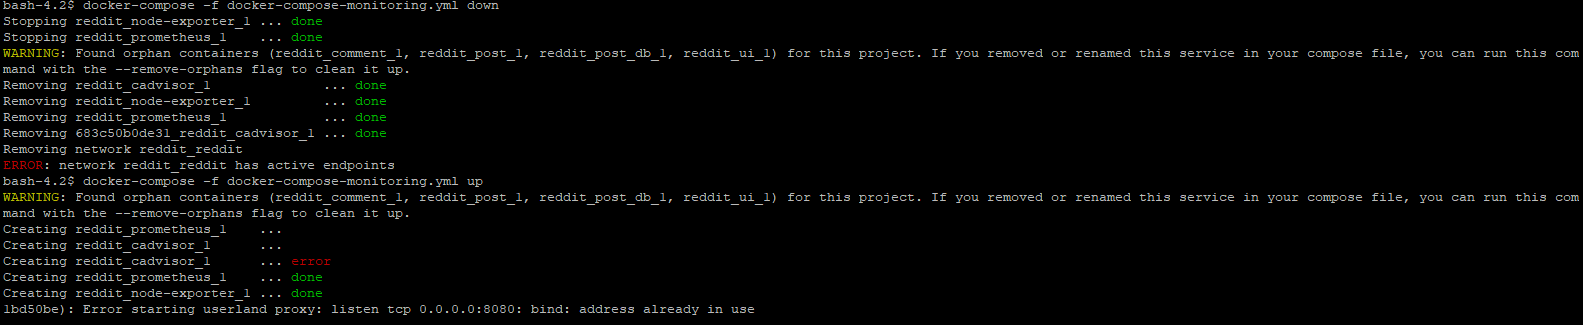 bash-4.2$ docker-compose -f docker-compose-monitoring.yml down
Stopping reddit_node-exporter_1 ... done
Stopping reddit_prometheus_1    ... done
WARNING: Found orphan containers (reddit_comment_1, reddit_post_1, reddit_post_db_1, reddit_ui_1) for this project. If you removed or renamed this service in your compose file, you can run this com
mand with the --remove-orphans flag to clean it up.
Removing reddit_cadvisor_1              ... done
Removing reddit_node-exporter_1         ... done
Removing reddit_prometheus_1            ... done
Removing 683c50b0de31_reddit_cadvisor_1 ... done
Removing network reddit_reddit
ERROR: network reddit_reddit has active endpoints
bash-4.2$ docker-compose -f docker-compose-monitoring.yml up
WARNING: Found orphan containers (reddit_comment_1, reddit_post_1, reddit_post_db_1, reddit_ui_1) for this project. If you removed or renamed this service in your compose file, you can run this com
mand with the --remove-orphans flag to clean it up.
Creating reddit_prometheus_1    ...
Creating reddit_cadvisor_1      ...
Creating reddit_cadvisor_1      ... error
Creating reddit_prometheus_1    ... done
Creating reddit_node-exporter_1 ... done
1bd50be): Error starting userland proxy: listen tcp 0.0.0.0:8080: bind: address already in use